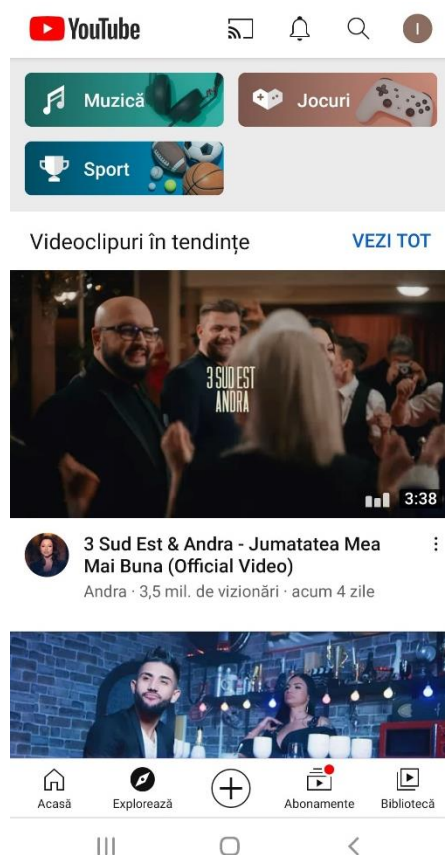 YouTube
I
Muzică
Jocuri
Sport
Videoclipuri în tendințe
VEZI TOT
3 SUD EST
ANDRA
3:38
3 Sud Est & Andra - Jumatatea Mea
Mai Buna (Official Video)
Andra · 3,5 mil. de vizionări · acum 4 zile
Acasă
Explorează
Abonamente
Bibliotecă